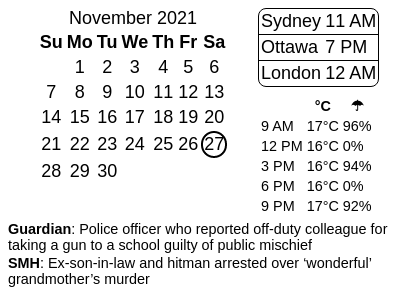 November 2021
Su Mo Tu We Th Fr Sa
1 2 3 4 5 6
7 8 9 10 11 12 13
14 15 16 17 18 19 20
21 22 23 24 25 26 27
28 29 30
Sydney 11 AM
Ottawa 7 PM
London 12 AM
°C ☂
9 AM 17°C 96%
12 PM 16°C 0%
3 PM 16°C 94%
6 PM 16°C 0%
9 PM 17°C 92%
Guardian: Police officer who reported off-duty colleague for
taking a gun to a school guilty of public mischief
SMH: Ex-son-in-law and hitman arrested over ‘wonderful’
grandmother’s murder